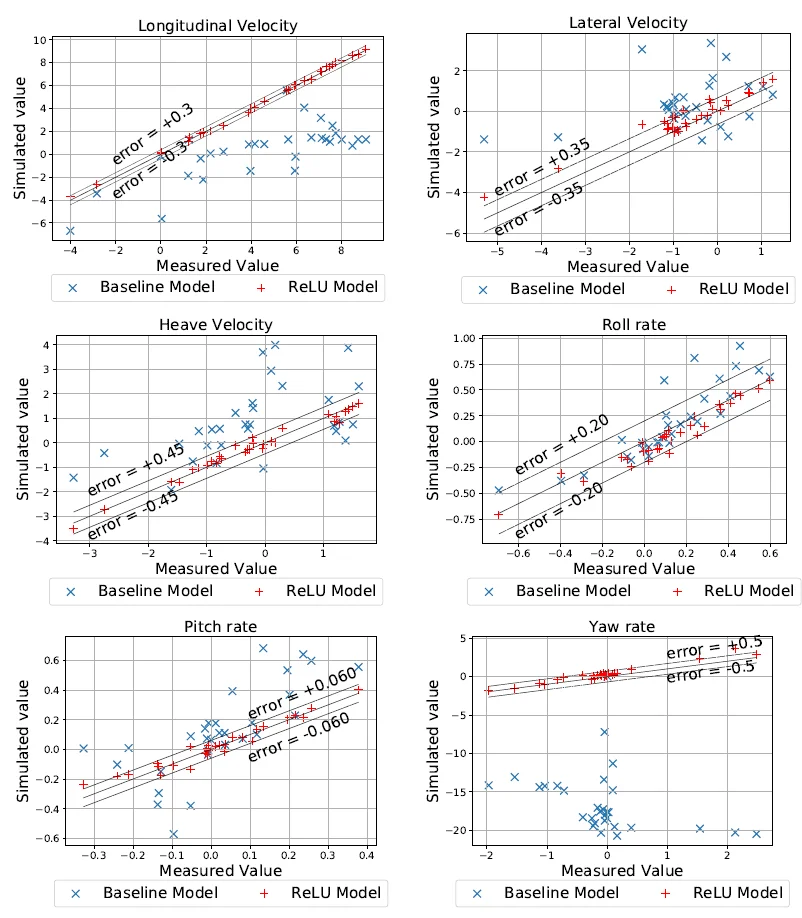 Longitudinal Velocity
10
8
6
4
2
0
−2
−4
−6
Simulated value
error = +0.3
error = -0.3
−4 −2 0 2 4 6 8
Measured Value
Baseline Model ReLU Model
Lateral Velocity
2
0
−2
−4
−6
Simulated value
error = +0.35
error = -0.35
−5 −4 −3 −2 −1 0 1
Measured Value
Baseline Model ReLU Model
Heave Velocity
4
3
2
1
0
−1
−2
−3
−4
Simulated value
error = +0.45
error = -0.45
−3 −2 −1 0 1
Measured Value
Baseline Model ReLU Model
Roll rate
1.00
0.75
0.50
0.25
0.00
−0.25
−0.50
−0.75
Simulated value
error = +0.20
error = -0.20
−0.6 −0.4 −0.2 0.0 0.2 0.4 0.6
Measured Value
Baseline Model ReLU Model
Pitch rate
0.6
0.4
0.2
0.0
−0.2
−0.4
−0.6
Simulated value
error = +0.060
error = -0.060
−0.3 −0.2 −0.1 0.0 0.1 0.2 0.3 0.4
Measured Value
Baseline Model ReLU Model
Yaw rate
5
0
−5
−10
−15
−20
Simulated value
error = +0.5
error = -0.5
−2 −1 0 1 2
Measured Value
Baseline Model ReLU Model